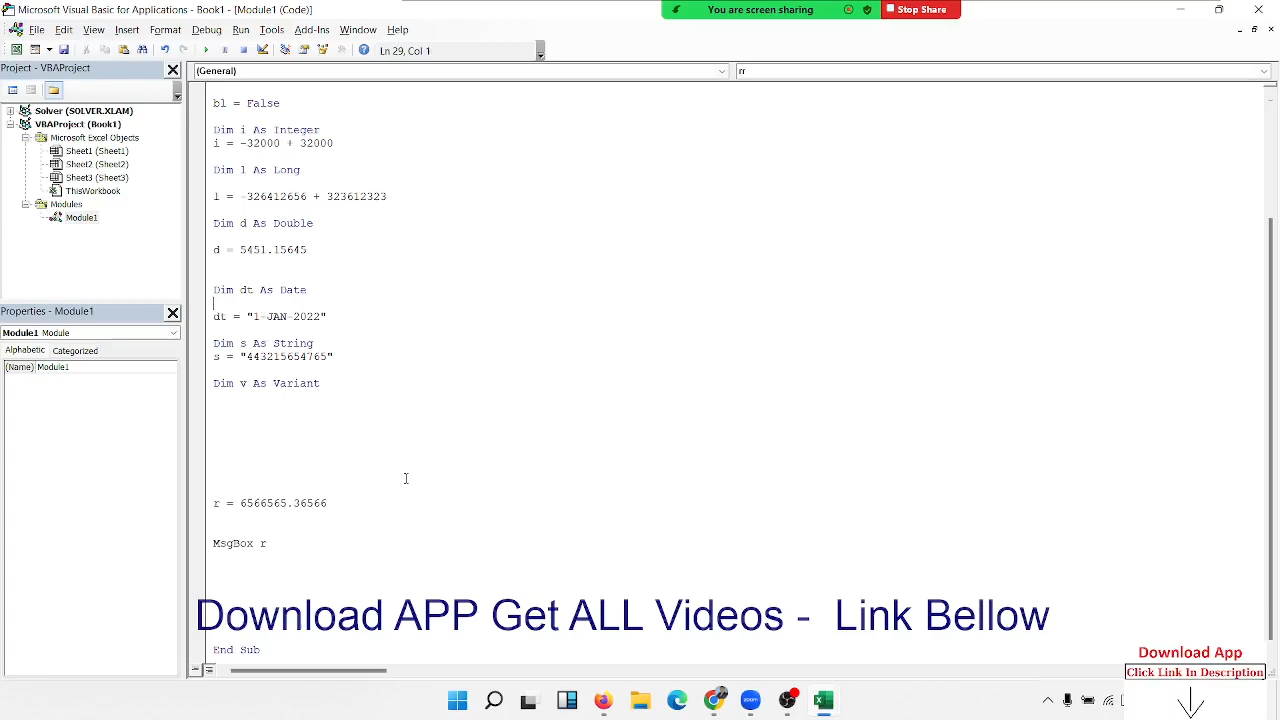 Microsoft Visual Basic for Applications - Book1 - [Module1 (Code)]
You are screen sharing
Stop Share
File Edit View Insert Format Debug Run Tools Add-Ins Window Help
Ln 29, Col 1
Project - VBAProject
(General)
rr
Solver (SOLVER.XLAM)
VBAProject (Book1)
Microsoft Excel Objects
Sheet1 (Sheet1)
Sheet2 (Sheet2)
Sheet3 (Sheet3)
ThisWorkbook
Modules
Module1
Properties - Module1
Module1 Module
Alphabetic Categorized
(Name) Module1
bl = False
Dim i As Integer
i = -32000 + 32000
Dim l As Long
l = -326412656 + 323612323
Dim d As Double
d = 5451.15645
Dim dt As Date
dt = "1-JAN-2022"
Dim s As String
s = "443215654765"
Dim v As Variant
r = 6566565.36566
MsgBox r
Download APP Get ALL Videos - Link Bellow
End Sub
Download App
Click Link In Description
zoom